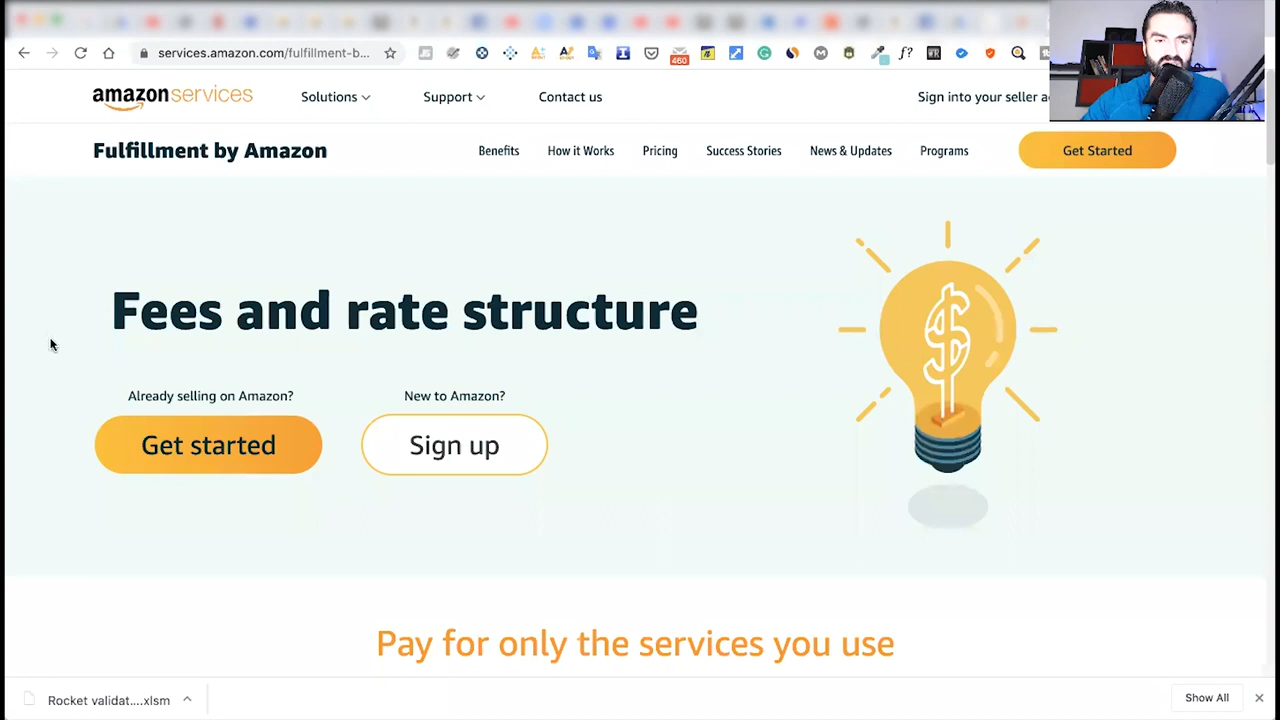 services.amazon.com/fulfillment-b...
460
f?
amazonservices
Solutions
Support
Contact us
Sign into your seller a
Fulfillment by Amazon
Benefits
How it Works
Pricing
Success Stories
News & Updates
Programs
Get Started
Fees and rate structure
Already selling on Amazon?
New to Amazon?
Get started
Sign up
Pay for only the services you use
Rocket validat....xlsm
Show All